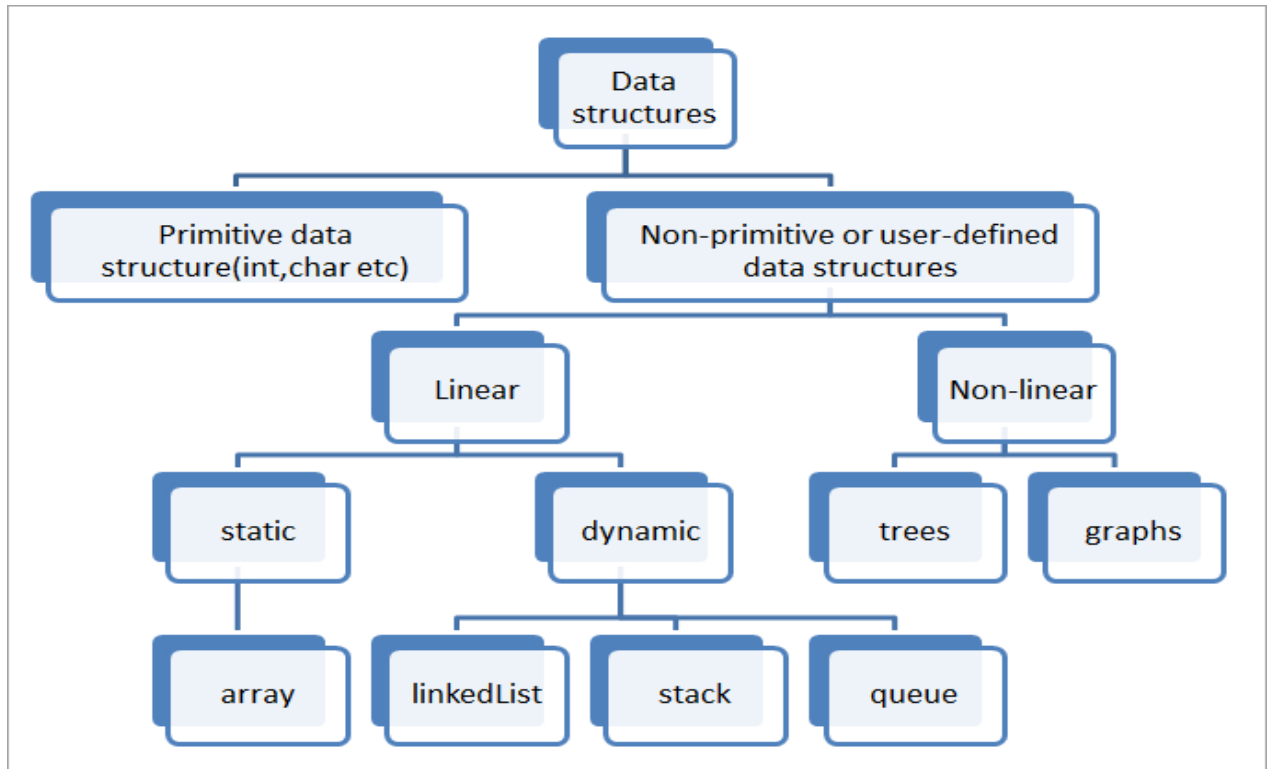 Data
structures
Primitive data
structure(int,char etc)
Non-primitive or user-defined
data structures
Linear
Non-linear
static
dynamic
trees
graphs
array
linkedList
stack
queue